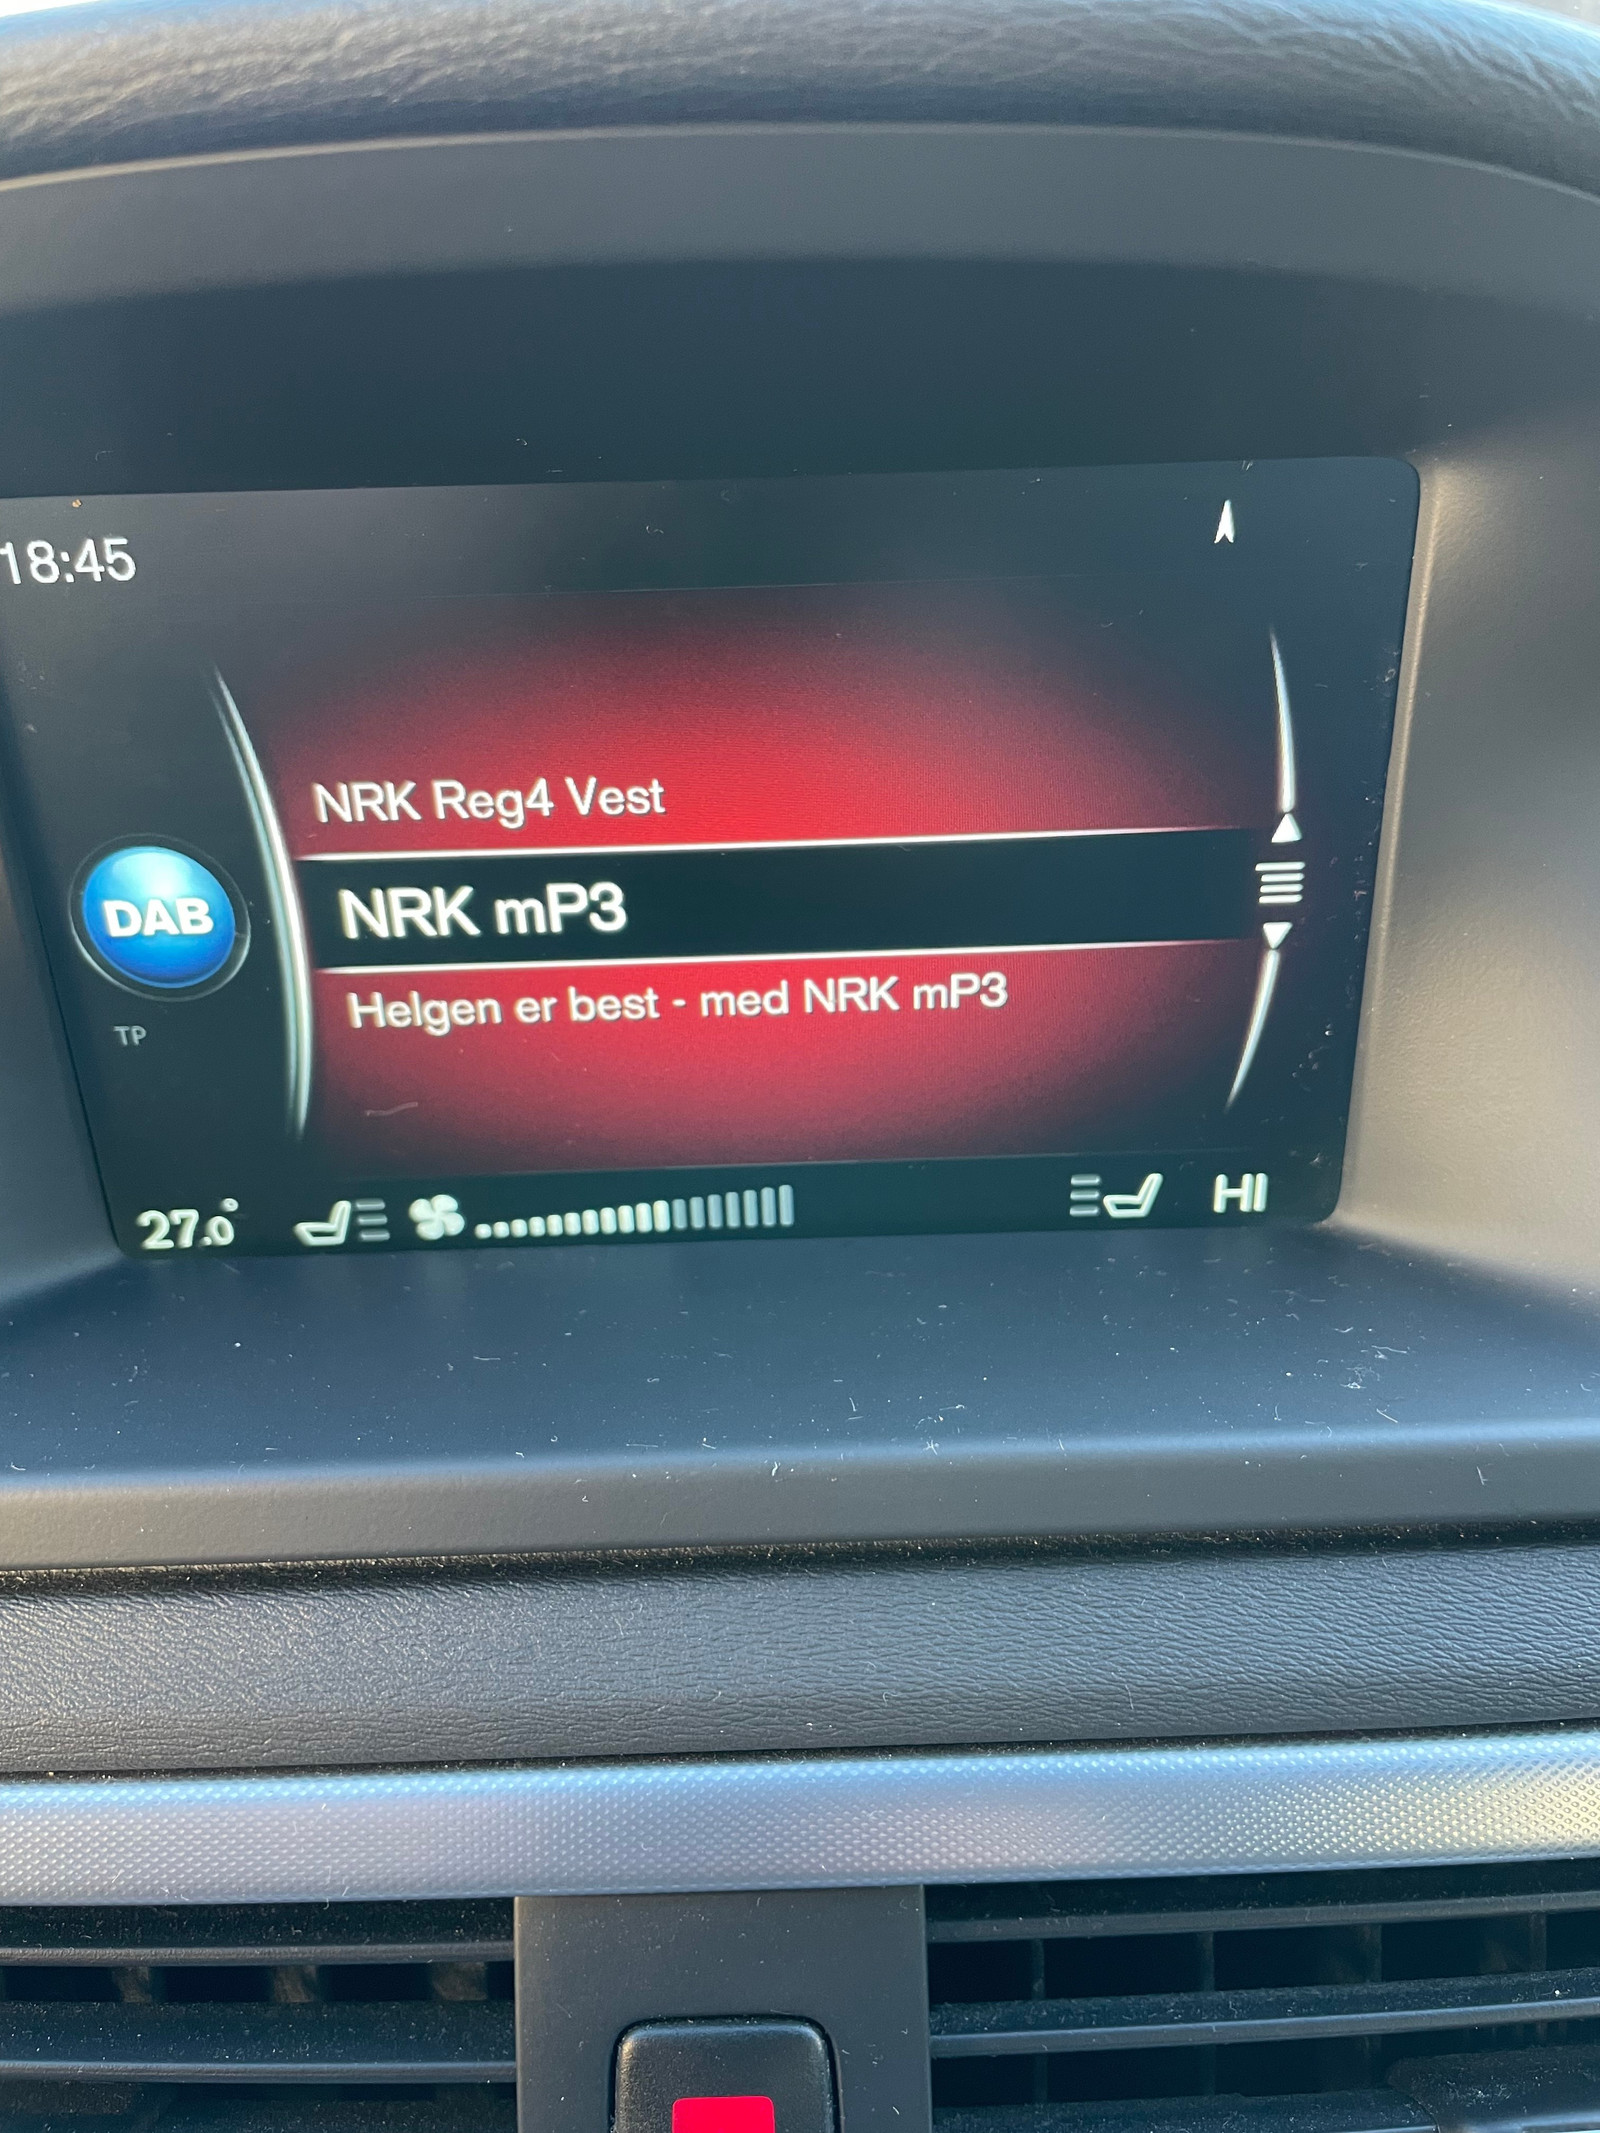 18:45
NRK Reg4 Vest
DAB
NRK mP3
Helgen er best - med NRK mP3
TP
27.0°
HI